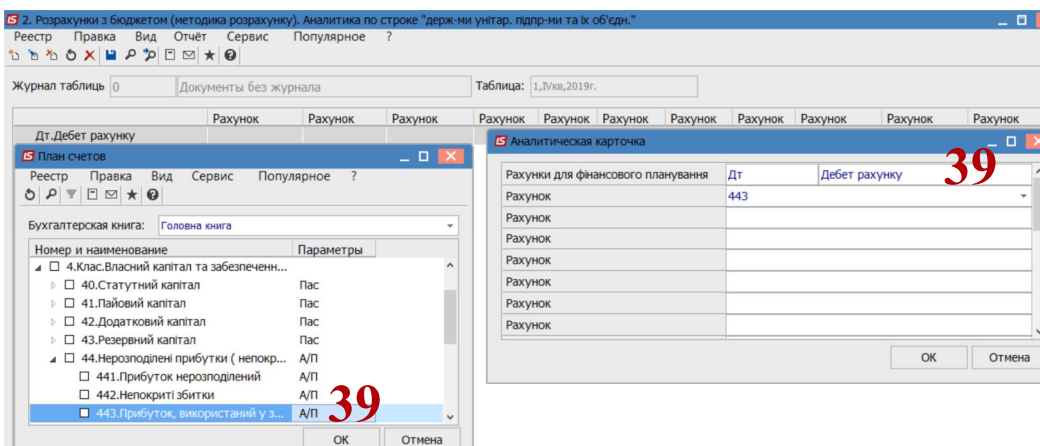 2. Розрахунки з бюджетом (методика розрахунку). Аналитика по строке "держ-ми унітар. підпр-ми та їх об'єдн."
Реестр Правка Вид Отчёт Сервис Популярное ?
Журнал таблиць 0 Документы без журнала Таблица: 1,IVкв,2019г.
Рахунок Рахунок Рахунок Рахунок Рахунок Рахунок Рахунок Рахунок Рахунок Рахунок Рахунок
Дт.Дебет рахунку
План счетов
Реестр Правка Вид Сервис Популярное ?
Бухгалтерская книга: Головна книга
Номер и наименование Параметры
4.Клас.Власний капітал та забезпеченн...
40.Статутний капітал Пас
41.Пайовий капітал Пас
42.Додатковий капітал Пас
43.Резервний капітал Пас
44.Нерозподілені прибутки ( непокр... А/П
441.Прибуток нерозподілений А/П
442.Непокриті збитки А/П
443.Прибуток, використаний у з... А/П
39
ОК Отмена
Аналитическая карточка
39
Рахунки для фінансового планування Дт Дебет рахунку
Рахунок 443
Рахунок
Рахунок
Рахунок
Рахунок
Рахунок
Рахунок
ОК Отмена